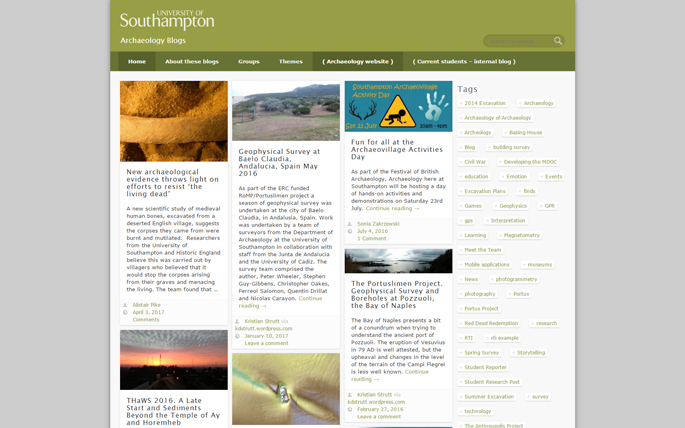 UNIVERSITY OF
Southampton
Archaeology Blogs
Home
About these blogs
Groups
Themes
( Archaeology website )
( Current students – internal blog )
New archaeological
evidence throws light on
efforts to resist “the
living dead”
A new scientific study of medieval
human bones, excavated from a
deserted English village, suggests
the corpses they came from were
burnt and mutilated. Researchers
from the University of
Southampton and Historic England
believe this was carried out by
villagers who believed that it
would stop the corpses arising
from their graves and menacing
the living. The team found that ...
Alistair Pike
April 3, 2017
Comments
THaWS 2016. A Late
Start and Sediments
Beyond the Temple of Ay
and Horemheb
Geophysical Survey at
Baelo Claudia,
Andalucia, Spain May
2016
As part of the ERC funded
RoMP/Portuslimen project a
season of geophysical survey was
undertaken at the city of Baelo
Claudia, in Andalusia, Spain. Work
was undertaken by a team of
surveyors from the Department of
Archaeology at the University of
Southampton in collaboration with
staff from the Junta de Andalucia
and the University of Cadiz. The
survey team comprised the
author, Peter Wheeler, Stephen
Guy-Gibbens, Christopher Oakes,
Ferreol Salomon, Quentin Drillat
and Nicolas Carayon. Continue
reading →
Kristian Strutt via
kdstrutt.wordpress.com
January 10, 2017
Leave a comment
Southampton Archaeovillage
Activity Day
Sat 23 July
10am - 4pm
Fun for all at the
Archaeovillage Activities
Day
As part of the Festival of British
Archaeology, Archaeology here at
Southampton will be hosting a day
of hands-on activities and
demonstrations on Saturday 23rd
July. Continue reading →
Sonia Zakrzewski
July 4, 2016
1 Comment
The Portuslimen Project.
Geophysical Survey and
Boreholes at Pozzuoli,
the Bay of Naples
The Bay of Naples presents a bit
of a conundrum when trying to
understand the ancient port of
Pozzuoli. The eruption of Vesuvius
in 79 AD is well attested, but the
upheaval and changes in the level
of the terrain of the Campi Flegrei
is less well known. Continue
reading →
Kristian Strutt via
kdstrutt.wordpress.com
February 27, 2016
Leave a comment
Tags
2014 Excavation
Archaeology
Archaeology of Archaeology
Archeology
Basing House
Blog
building survey
Civil War
Developing the MOOC
education
Emotion
Events
Excavation Plans
finds
Games
Geophysics
GPR
gps
Interpretation
Learning
Magnetometry
Meet the Team
Mobile applications
museums
News
photogrammetry
photography
Portus
Portus Project
Red Dead Redemption
research
RTI
rti example
Spring Survey
Storytelling
Student Reporter
Student Research Post
Summer Excavation
survey
technology
The Antinoupolis Project